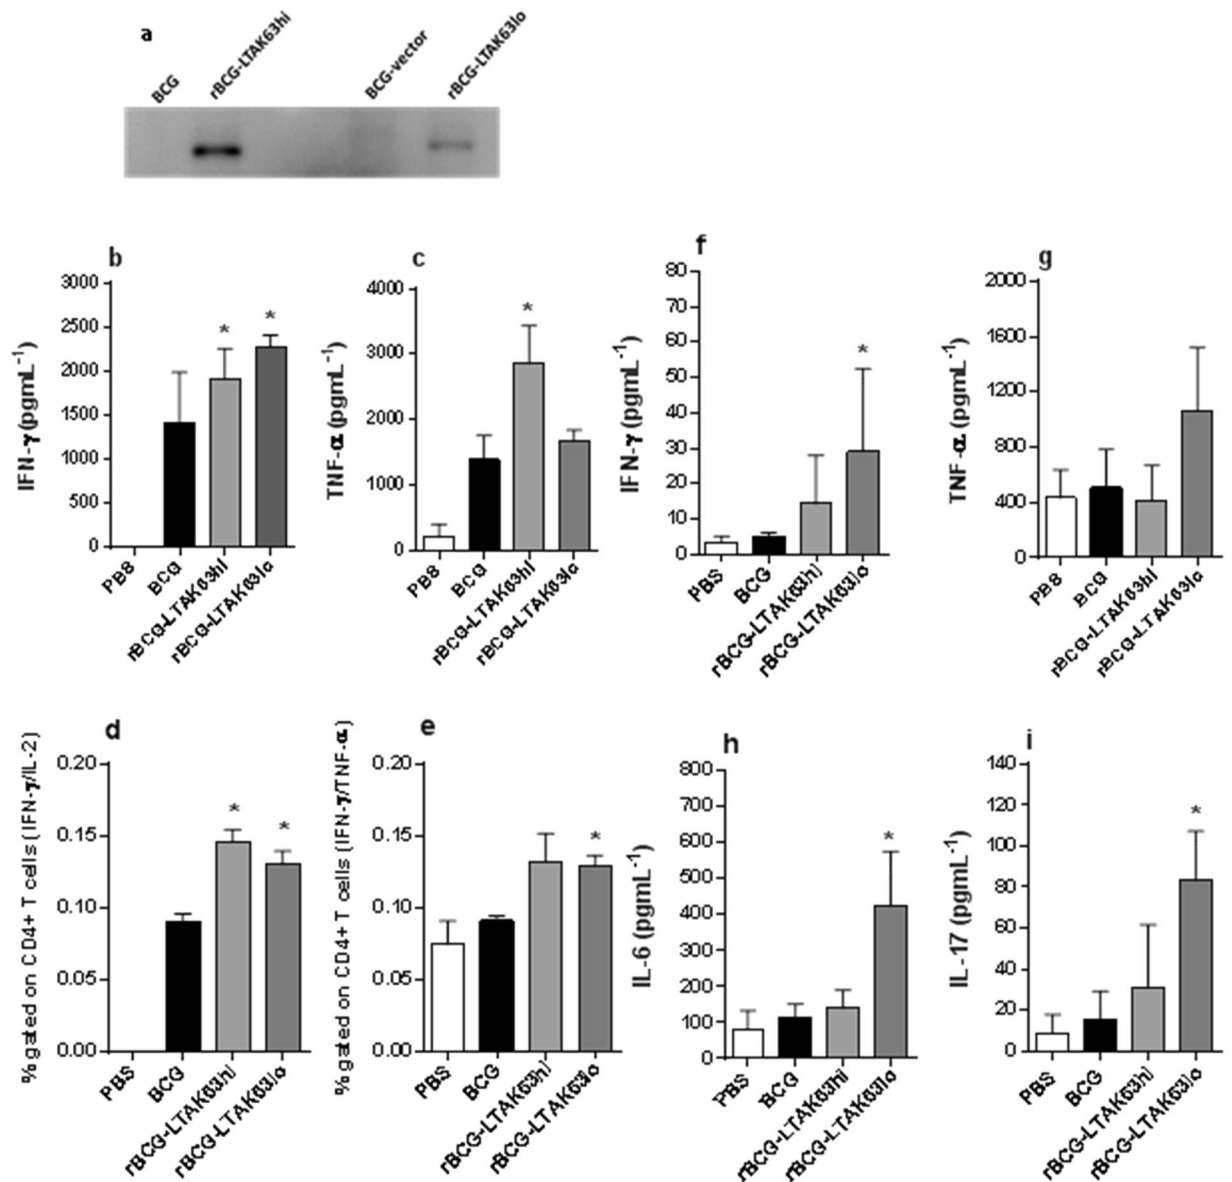 a
BCG
rBCG-LTAK63hi
BCG-vector
rBCG-LTAK63lo
b
IFN-γ (pgmL⁻¹)
3000
2500
2000
1500
1000
500
0
*
*
PBS
BCG
rBCG-LTAK63hi
rBCG-LTAK63lo
c
TNF-α (pgmL⁻¹)
4000
3000
2000
1000
0
*
PBS
BCG
rBCG-LTAK63hi
rBCG-LTAK63lo
f
IFN-γ (pgmL⁻¹)
80
70
60
50
40
30
20
10
0
*
PBS
BCG
rBCG-LTAK63hi
rBCG-LTAK63lo
g
TNF-α (pgmL⁻¹)
2000
1600
1200
800
400
0
PBS
BCG
rBCG-LTAK63hi
rBCG-LTAK63lo
d
%gated on CD4+ T cells (IFN-γ/IL-2)
0.20
0.15
0.10
0.05
0.00
*
*
PBS
BCG
rBCG-LTAK63hi
rBCG-LTAK63lo
e
%gated on CD4+ T cells (IFN-γ/TNF-α)
0.20
0.15
0.10
0.05
0.00
*
PBS
BCG
rBCG-LTAK63hi
rBCG-LTAK63lo
h
IL-6 (pgmL⁻¹)
800
700
600
500
400
300
200
100
0
*
PBS
BCG
rBCG-LTAK63hi
rBCG-LTAK63lo
i
IL-17 (pgmL⁻¹)
140
120
100
80
60
40
20
0
*
PBS
BCG
rBCG-LTAK63hi
rBCG-LTAK63lo